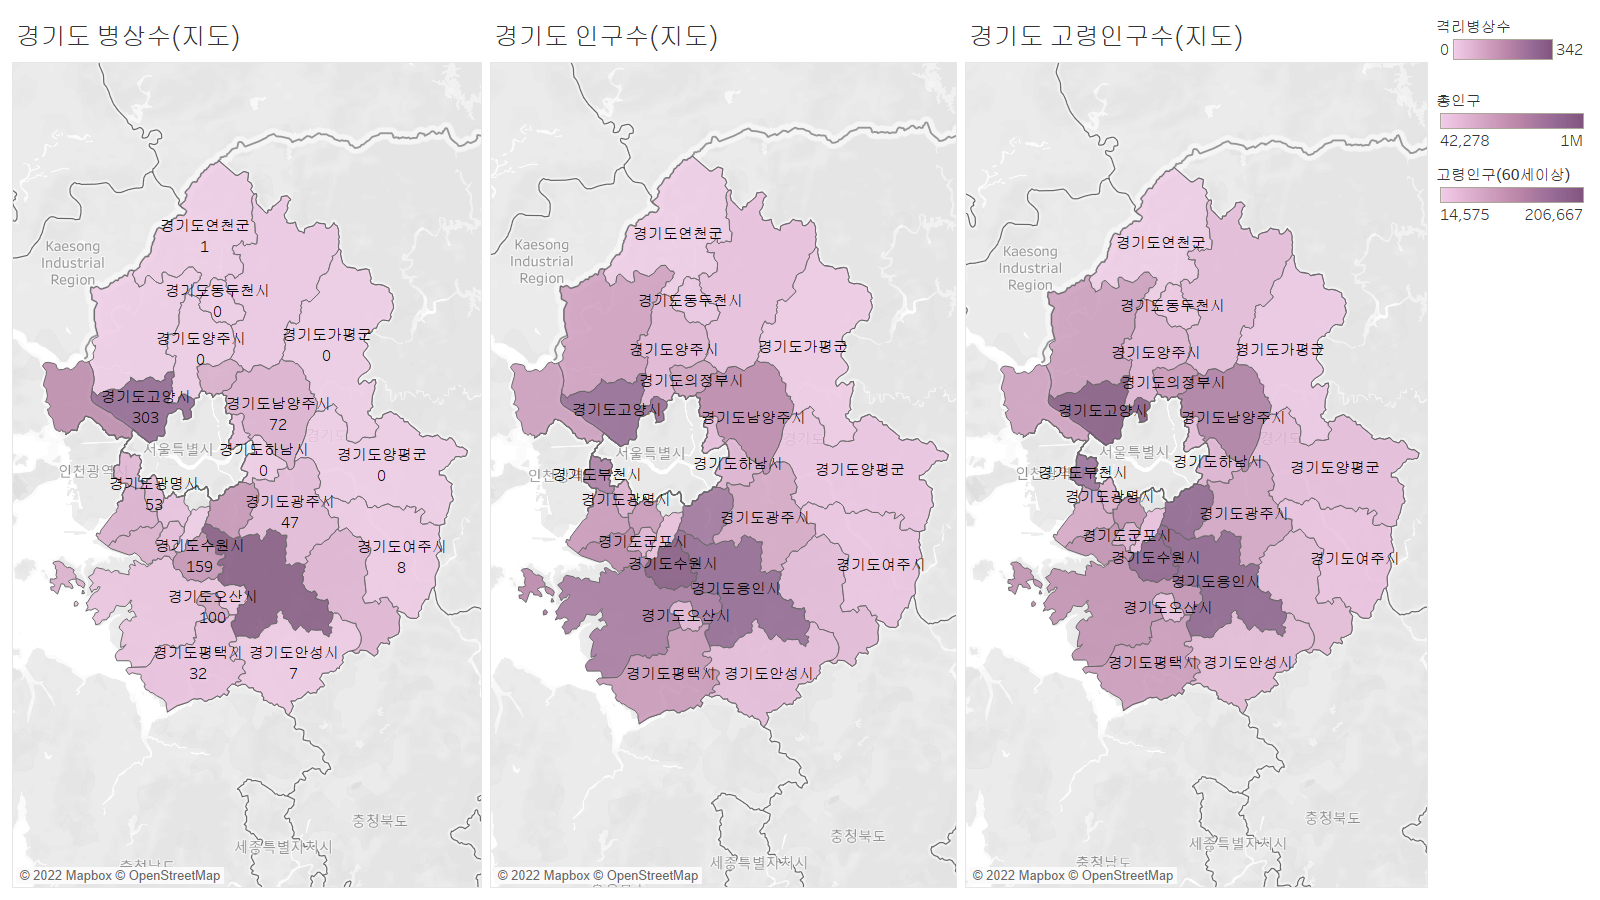 경기도 병상수(지도)
Kaesong
Industrial
Region
경기도연천군
1
경기도동두천시
0
경기도양주시
0
경기도가평군
0
경기도고양시
303
경기도남양주시
72
서울특별시
경기도하남시
0
경기도
경기도양평군
0
인천광역시
경기도광명시
53
경기도광주시
47
경기도수원시
159
경기도여주시
8
경기도오산시
100
경기도평택시
32
경기도안성시
7
충청북도
세종특별자치시
충청남도
© 2022 Mapbox © OpenStreetMap
경기도 인구수(지도)
Kaesong
Industrial
Region
경기도연천군
경기도동두천시
경기도양주시
경기도가평군
경기도의정부시
경기도고양시
경기도남양주시
경기도
서울특별시
경기도하남시
경기도양평군
경기도부천시
경기도광명시
경기도광주시
경기도군포시
경기도수원시
경기도여주시
경기도용인시
경기도오산시
경기도평택시
경기도안성시
충청북도
세종특별자치시
© 2022 Mapbox © OpenStreetMap
경기도 고령인구수(지도)
Kaesong
Industrial
Region
경기도연천군
경기도동두천시
경기도양주시
경기도가평군
경기도의정부시
경기도고양시
경기도남양주시
경기도
서울특별시
경기도하남시
경기도양평군
경기도부천시
경기도광명시
경기도광주시
경기도군포시
경기도수원시
경기도여주시
경기도용인시
경기도오산시
경기도평택시
경기도안성시
충청북도
세종특별자치시
충청남도
© 2022 Mapbox © OpenStreetMap
격리병상수
0 342
총인구
42,278 1M
고령인구(60세이상)
14,575 206,667